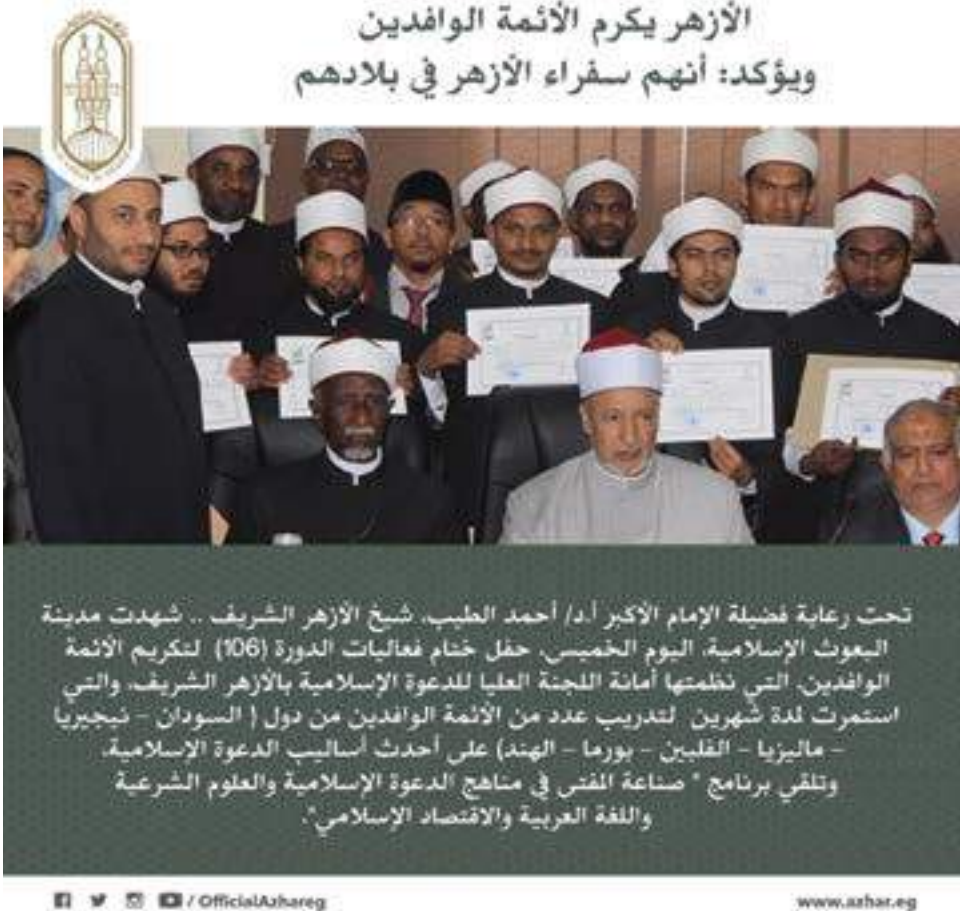 الأزهر يكرم الأئمة الوافدين
ويؤكد: أنهم سفراء الأزهر في بلادهم
تحت رعاية فضيلة الإمام الأكبر أ.د/ أحمد الطيب، شيخ الأزهر الشريف .. شهدت مدينة
البعوث الإسلامية، اليوم الخميس، حفل ختام فعاليات الدورة (106) لتكريم الأئمة
الوافدين، التي نظمتها أمانة اللجنة العليا للدعوة الإسلامية بالأزهر الشريف، والتي
استمرت لمدة شهرين لتدريب عدد من الأئمة الوافدين من دول ( السودان – نيجيريا
– ماليزيا – الفلبين – بورما – الهند) على أحدث أساليب الدعوة الإسلامية،
وتلقي برنامج " صناعة المفتى في مناهج الدعوة الإسلامية والعلوم الشرعية
واللغة العربية والاقتصاد الإسلامي".
/ OfficialAzhareg
www.azhar.eg